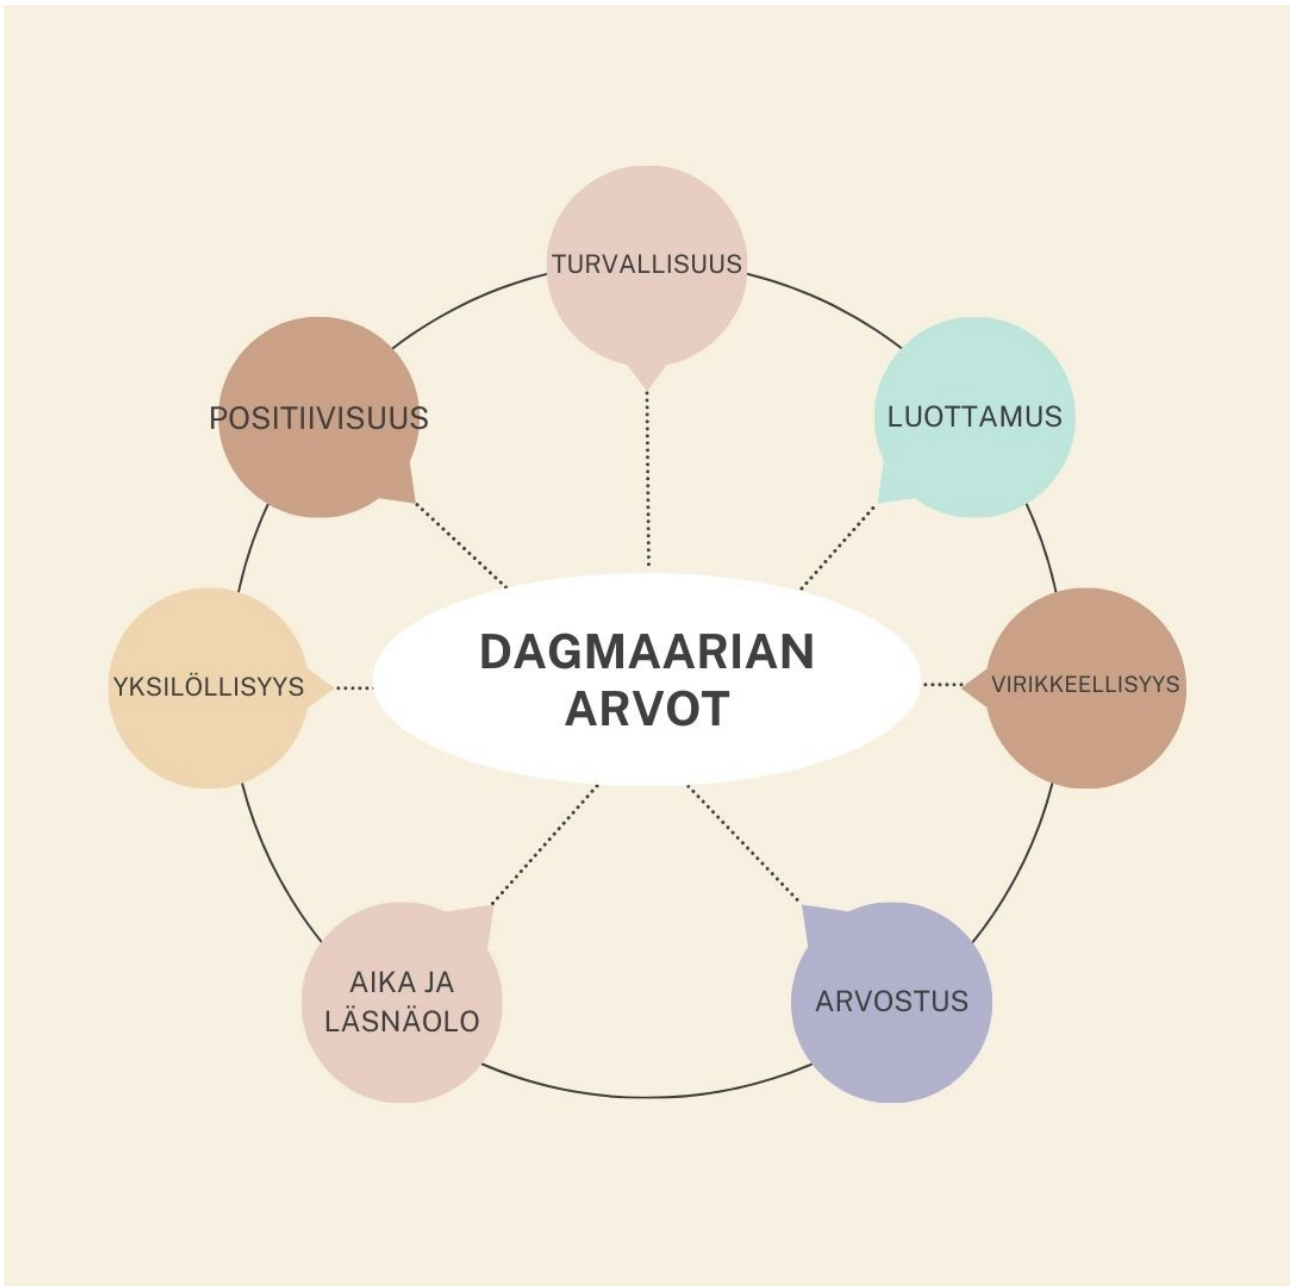 TURVALLISUUS
POSITIIVISUUS
LUOTTAMUS
DAGMAARIAN
ARVOT
YKSILÖLLISYYS
VIRIKKEELLISYYS
AIKA JA
LÄSNÄOLO
ARVOSTUS